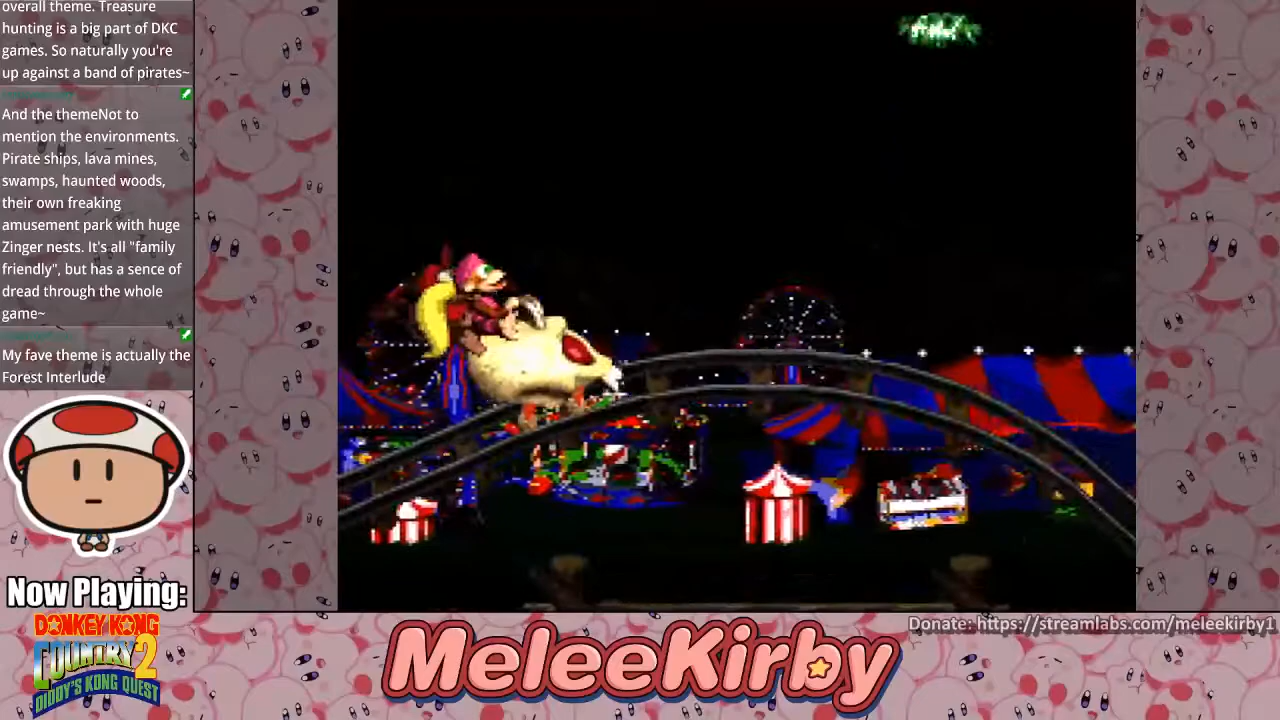 overall theme. Treasure
hunting is a big part of DKC
games. So naturally you're
up against a band of pirates~
And the themeNot to
mention the environments.
Pirate ships, lava mines,
swamps, haunted woods,
their own freaking
amusement park with huge
Zinger nests. It's all "family
friendly", but has a sence of
dread through the whole
game~
My fave theme is actually the
Forest Interlude
Now Playing:
DONKEY KONG
COUNTRY 2
DIDDY'S KONG QUEST
MeleeKirby
Donate: https://streamlabs.com/meleekirby1